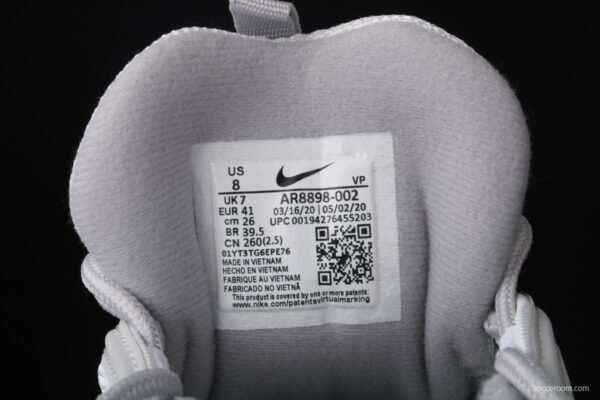 US
8
VP
UK 7 AR8898-002
EUR 41 03/16/20 | 05/02/20
cm 26 UPC 00194276455203
BR 39.5
CN 260(2.5)
01YT3TG6EPE76
MADE IN VIETNAM
HECHO EN VIETNAM
FABRIQUE AU VIETNAM
FABRICADO NO VIETNÃ
This product is covered by one or more patents:
www.nike.com/patentsvirtualmarking
Socceroom.com